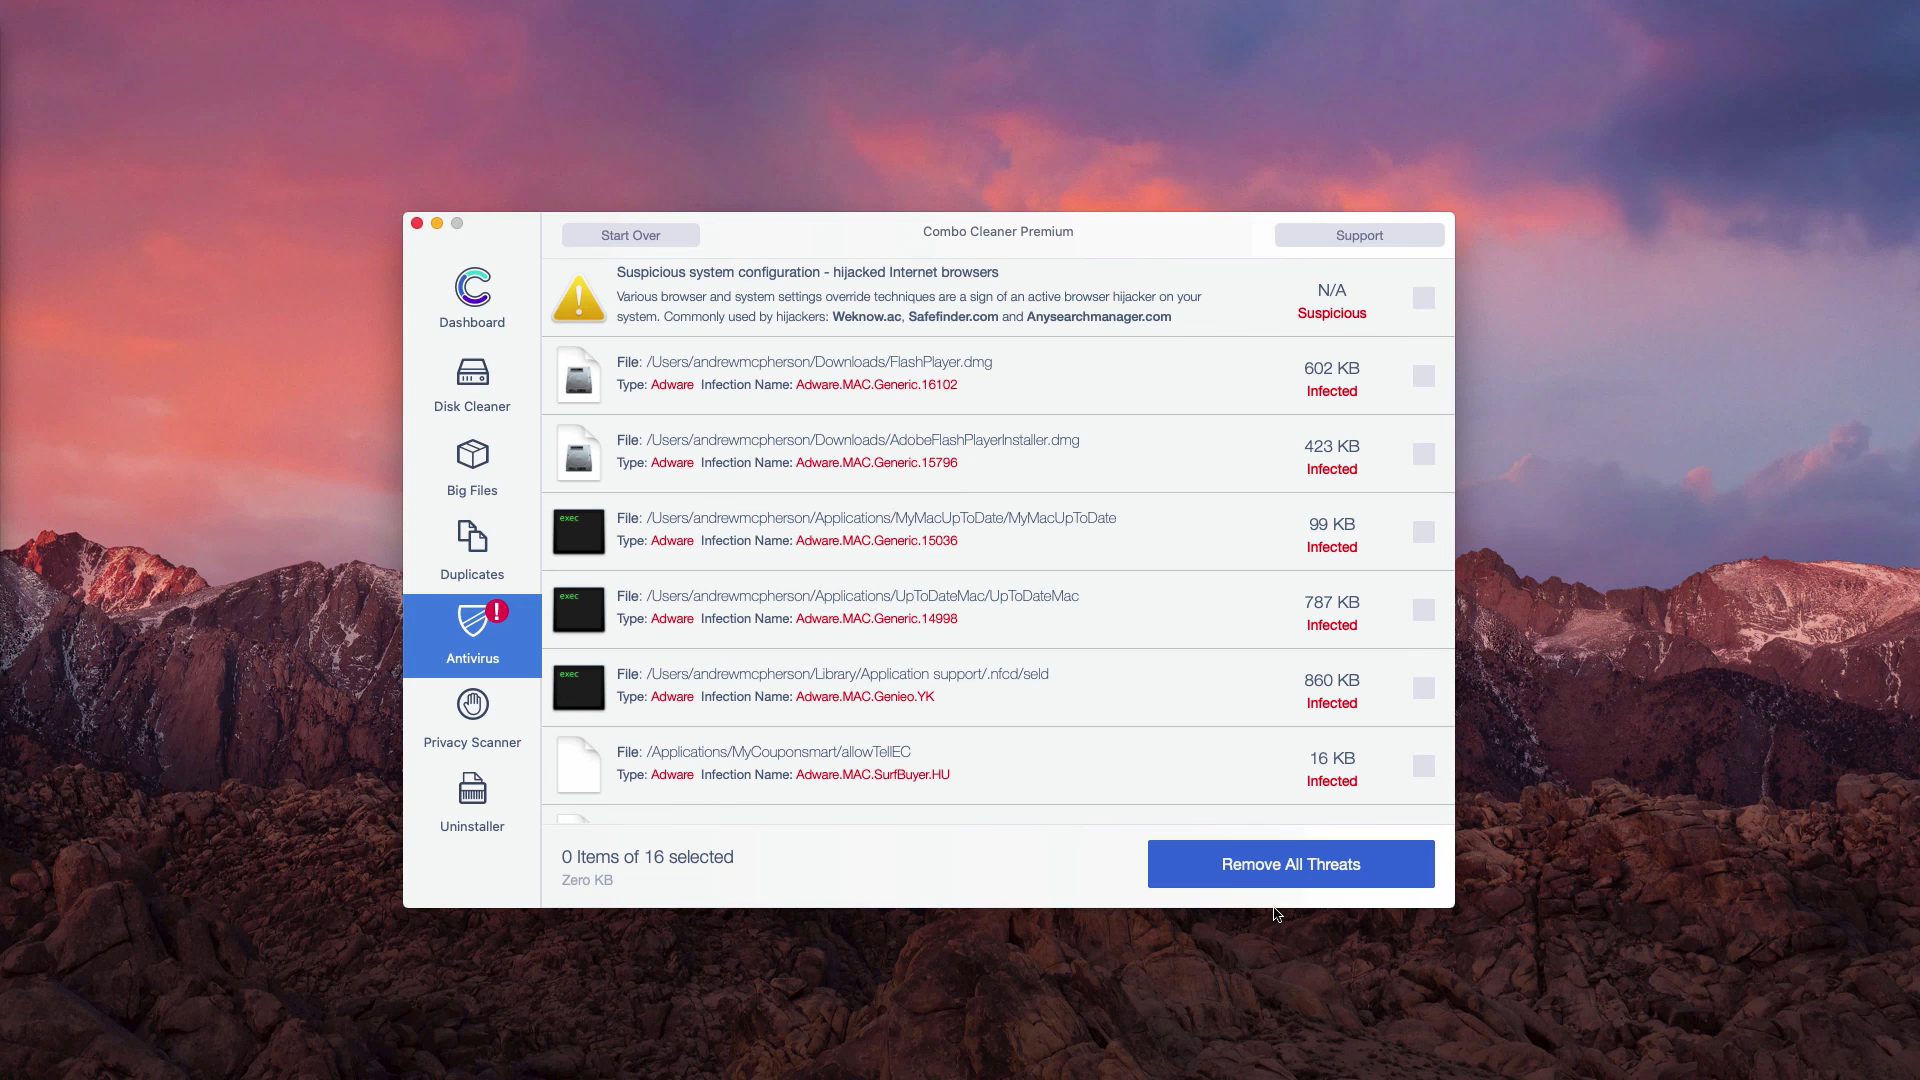 Start Over
Combo Cleaner Premium
Support
Dashboard
Disk Cleaner
Big Files
Duplicates
Antivirus
Privacy Scanner
Uninstaller
Suspicious system configuration - hijacked Internet browsers
Various browser and system settings override techniques are a sign of an active browser hijacker on your
system. Commonly used by hijackers: Weknow.ac, Safefinder.com and Anysearchmanager.com
N/A
Suspicious
File: /Users/andrewmcpherson/Downloads/FlashPlayer.dmg
Type: Adware Infection Name: Adware.MAC.Generic.16102
602 KB
Infected
File: /Users/andrewmcpherson/Downloads/AdobeFlashPlayerInstaller.dmg
Type: Adware Infection Name: Adware.MAC.Generic.15796
423 KB
Infected
exec
File: /Users/andrewmcpherson/Applications/MyMacUpToDate/MyMacUpToDate
Type: Adware Infection Name: Adware.MAC.Generic.15036
99 KB
Infected
exec
File: /Users/andrewmcpherson/Applications/UpToDateMac/UpToDateMac
Type: Adware Infection Name: Adware.MAC.Generic.14998
787 KB
Infected
exec
File: /Users/andrewmcpherson/Library/Application support/.nfcd/seld
Type: Adware Infection Name: Adware.MAC.Genieo.YK
860 KB
Infected
File: /Applications/MyCouponsmart/allowTellEC
Type: Adware Infection Name: Adware.MAC.SurfBuyer.HU
16 KB
Infected
0 Items of 16 selected
Zero KB
Remove All Threats